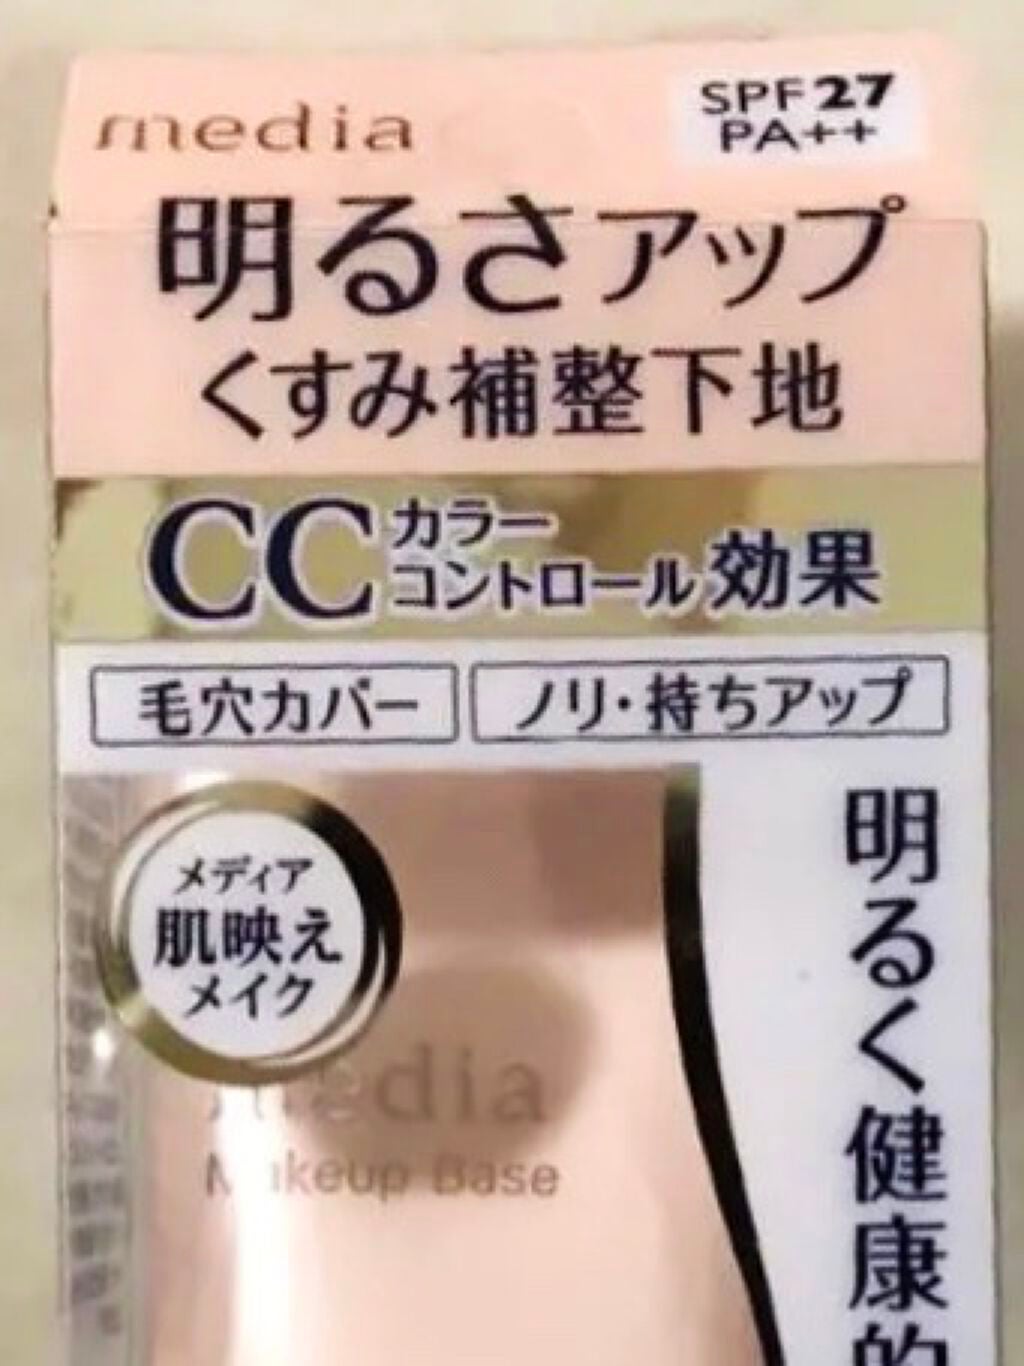 media
SPF27
PA++
明るさアップ
くすみ補整下地
CCカラーコントロール効果
毛穴カバー
ノリ・持ちアップ
メディア
肌映え
メイク
media
Makeup Base
明るく健康的